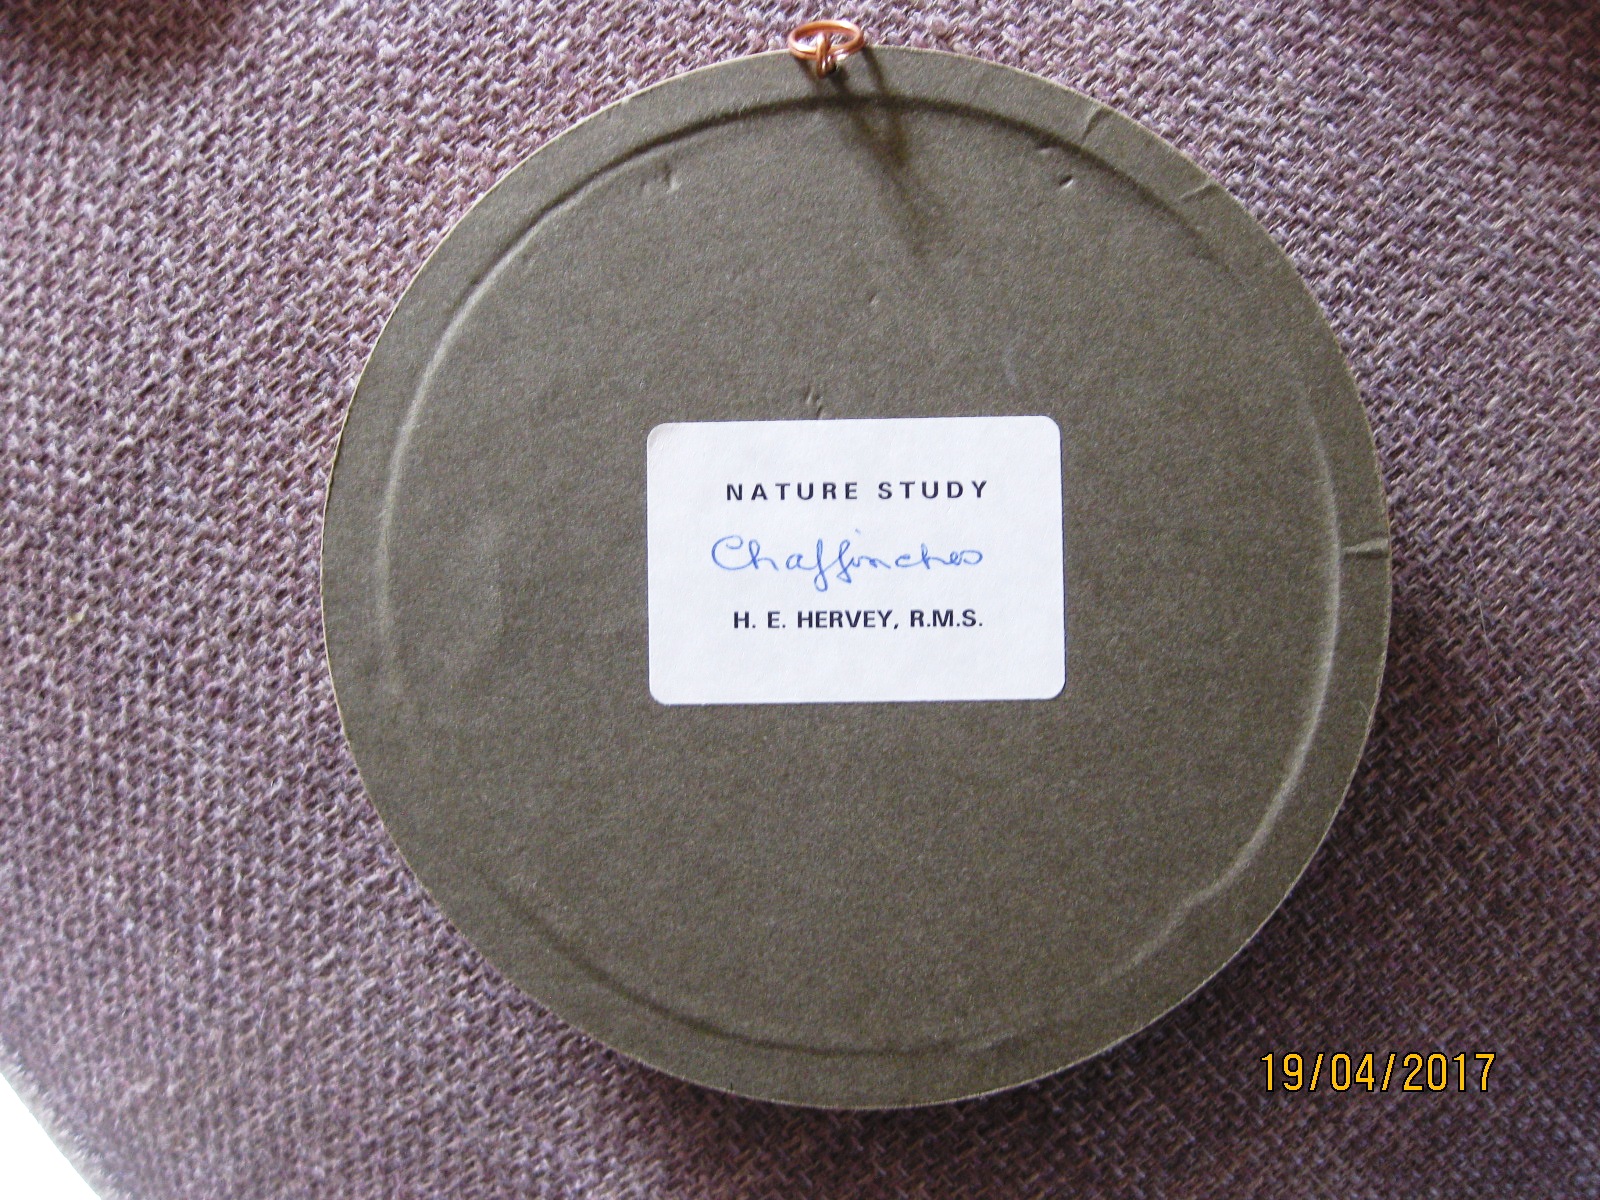 NATURE STUDY
Chaffinches
H. E. HERVEY, R.M.S.
19/04/2017